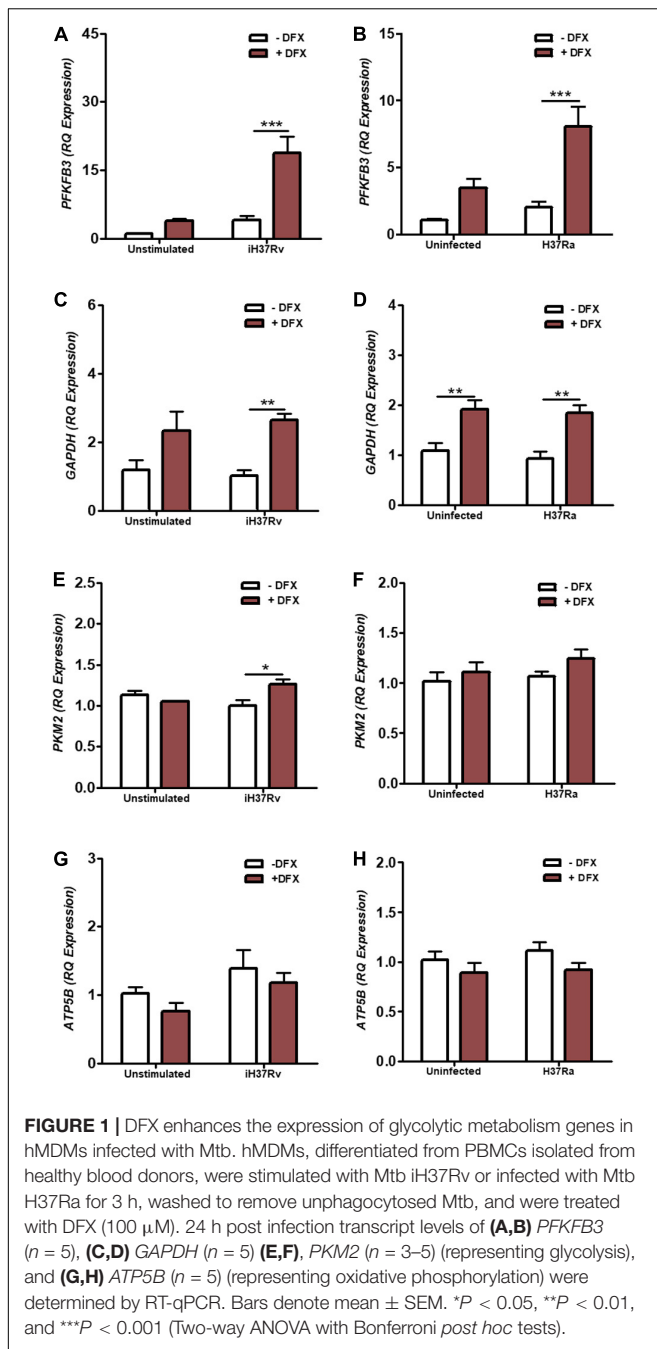 A
- DFX
+ DFX
PFKFB3 (RQ Expression)
45
30
15
0
***
Unstimulated
iH37Rv
B
- DFX
+ DFX
PFKFB3 (RQ Expression)
15
10
5
0
***
Uninfected
H37Ra
C
- DFX
+ DFX
GAPDH (RQ Expression)
6
4
2
0
**
Unstimulated
iH37Rv
D
- DFX
+ DFX
GAPDH (RQ Expression)
4
3
2
1
0
**
**
Uninfected
H37Ra
E
- DFX
+ DFX
PKM2 (RQ Expression)
2.5
2.0
1.5
1.0
0.5
0.0
*
Unstimulated
iH37Rv
F
- DFX
+ DFX
PKM2 (RQ Expression)
2.0
1.5
1.0
0.5
0.0
Uninfected
H37Ra
G
-DFX
+DFX
ATP5B (RQ Expression)
3
2
1
0
Unstimulated
iH37Rv
H
- DFX
+ DFX
ATP5B (RQ Expression)
2.0
1.5
1.0
0.5
0.0
Uninfected
H37Ra
FIGURE 1 | DFX enhances the expression of glycolytic metabolism genes in
hMDMs infected with Mtb. hMDMs, differentiated from PBMCs isolated from
healthy blood donors, were stimulated with Mtb iH37Rv or infected with Mtb
H37Ra for 3 h, washed to remove unphagocytosed Mtb, and were treated
with DFX (100 μM). 24 h post infection transcript levels of (A,B) PFKFB3
(n = 5), (C,D) GAPDH (n = 5) (E,F), PKM2 (n = 3–5) (representing glycolysis),
and (G,H) ATP5B (n = 5) (representing oxidative phosphorylation) were
determined by RT-qPCR. Bars denote mean ± SEM. *P < 0.05, **P < 0.01,
and ***P < 0.001 (Two-way ANOVA with Bonferroni post hoc tests).